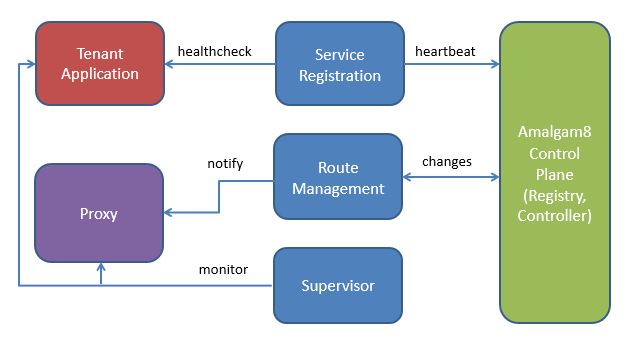 Tenant
Application
healthcheck
Service
Registration
heartbeat
Amalgam8
Control
Plane
(Registry,
Controller)
notify
Route
Management
changes
Proxy
monitor
Supervisor